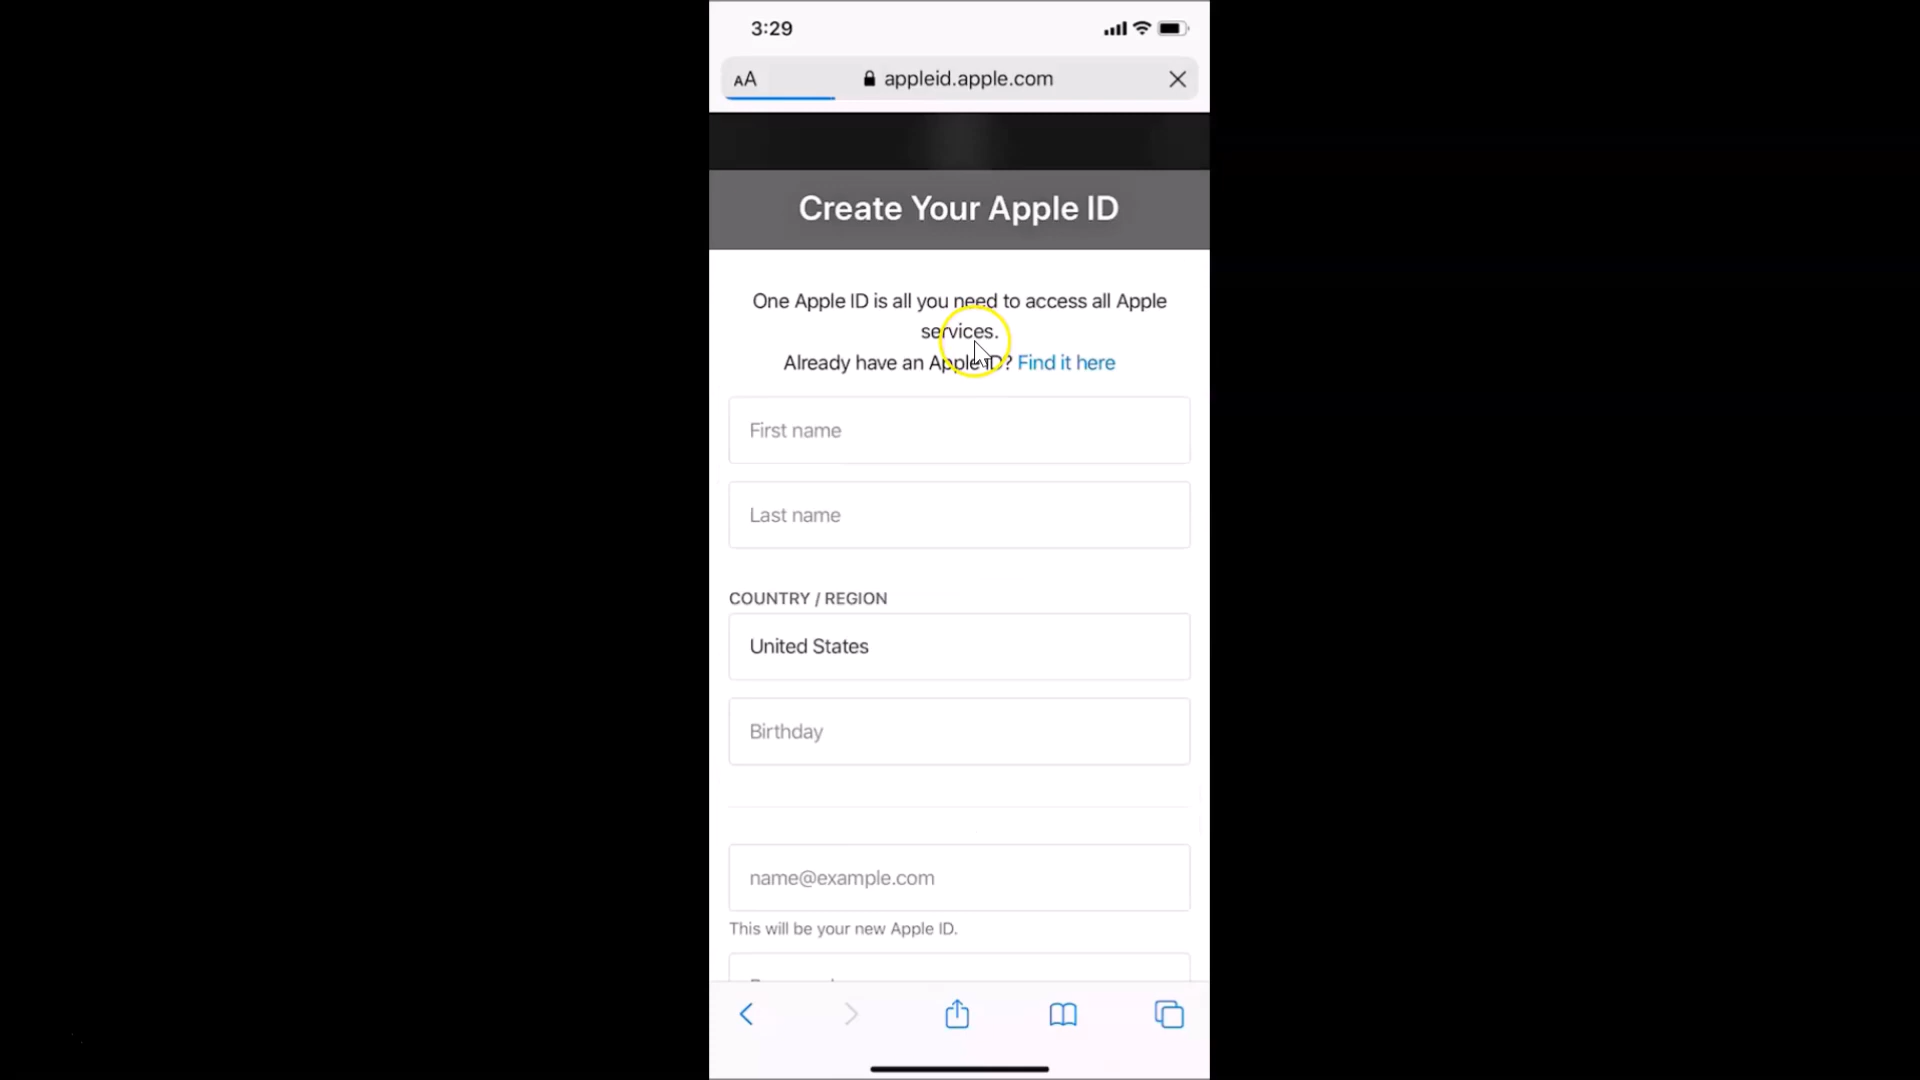 3:29
AA appleid.apple.com
Create Your Apple ID
One Apple ID is all you need to access all Apple
services.
Already have an Apple ID? Find it here
First name
Last name
COUNTRY / REGION
United States
Birthday
name@example.com
This will be your new Apple ID.